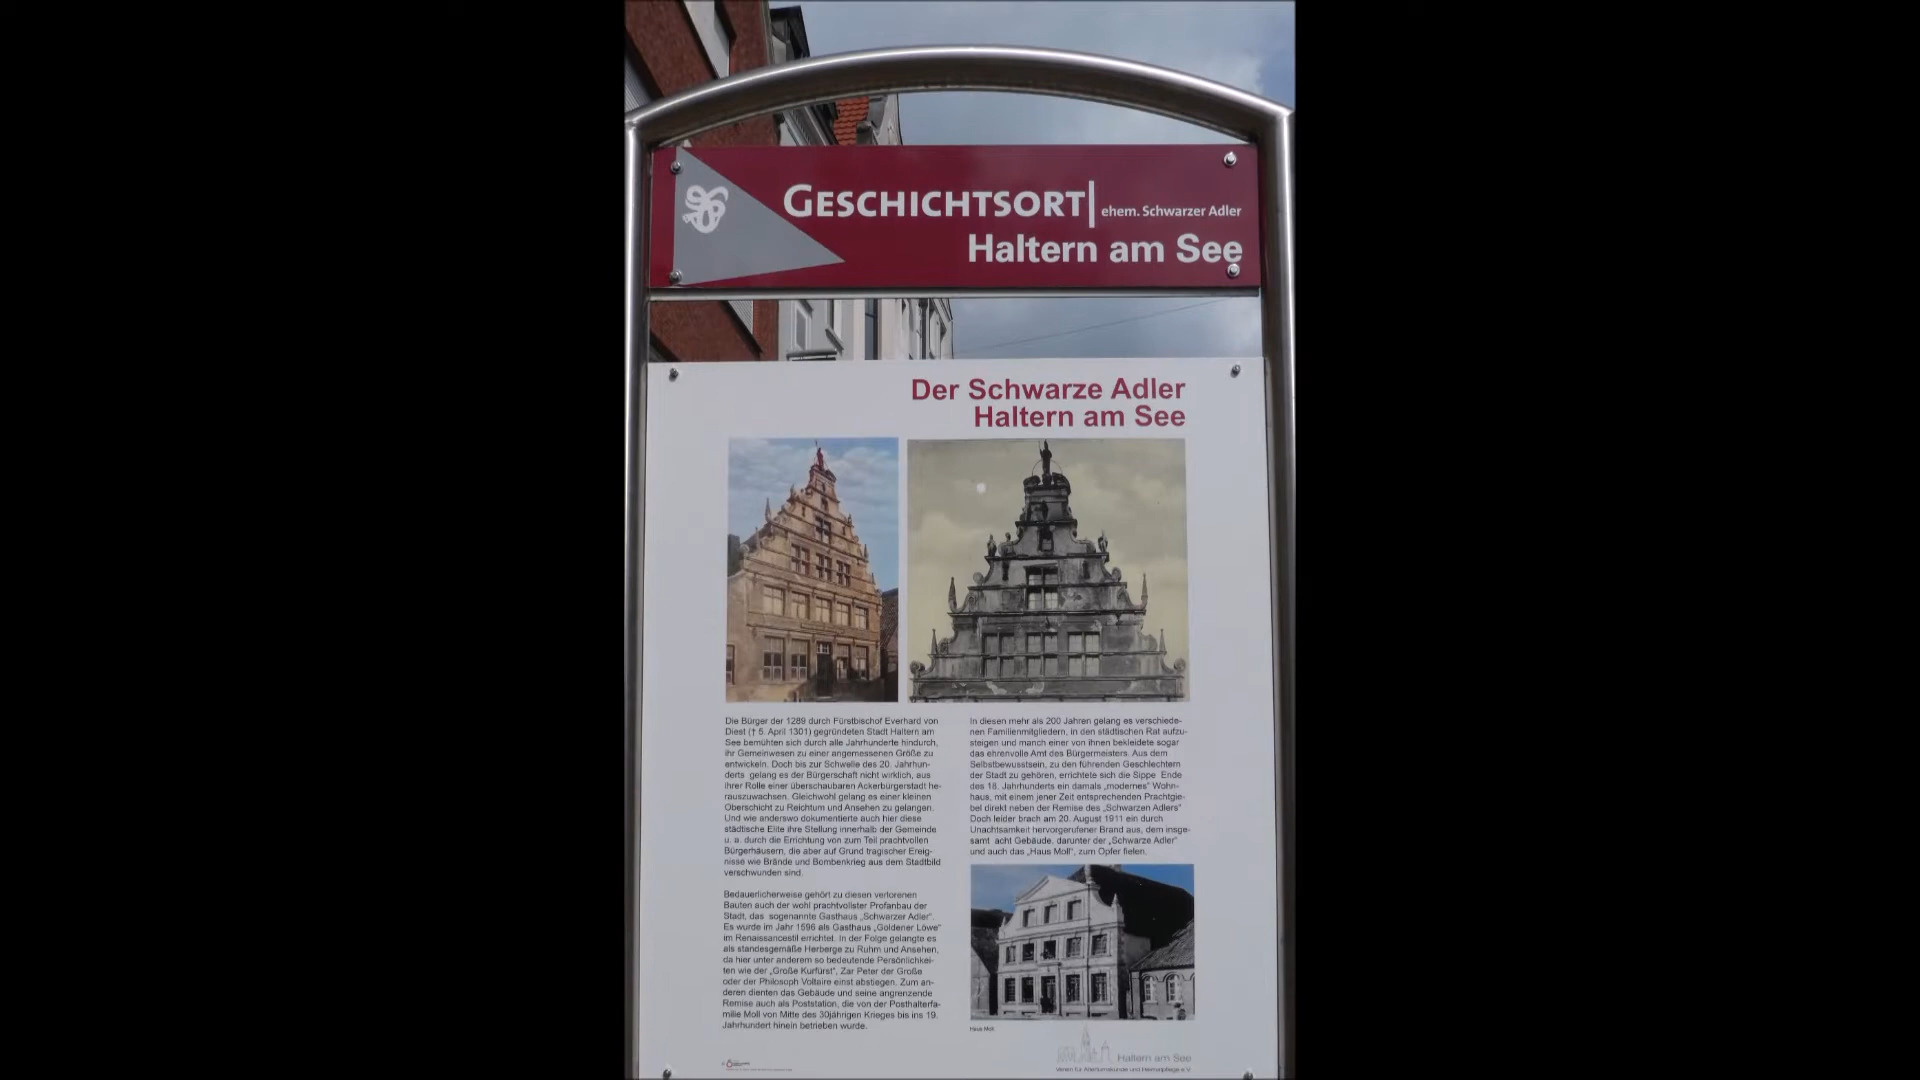 GESCHICHTSORT| ehem. Schwarzer Adler
Haltern am See
Der Schwarze Adler
Haltern am See
Die Bürger der 1289 durch Fürstbischof Everhard von
Diest († 5. April 1301) gegründeten Stadt Haltern am
See bemühten sich durch alle Jahrhunderte hindurch,
ihr Gemeinwesen zu einer angemessenen Größe zu
entwickeln. Doch bis zur Schwelle des 20. Jahrhun-
derts gelang es der Bürgerschaft nicht wirklich, aus
ihrer Rolle einer überschaubaren Ackerbürgerstadt he-
rauszuwachsen. Gleichwohl gelang es einer kleinen
Oberschicht zu Reichtum und Ansehen zu gelangen.
Und wie anderswo dokumentierte auch hier diese
städtische Elite ihre Stellung innerhalb der Gemeinde
u. a. durch die Errichtung von zum Teil prachtvollen
Bürgerhäusern, die aber auf Grund tragischer Ereig-
nisse wie Brände und Bombenkrieg aus dem Stadtbild
verschwunden sind.
Bedauerlicherweise gehört zu diesen verlorenen
Bauten auch der wohl prachtvollster Profanbau der
Stadt, das sogenannte Gasthaus „Schwarzer Adler".
Es wurde im Jahr 1596 als Gasthaus „Goldener Löwe"
im Renaissancestil errichtet. In der Folge gelangte es
als standesgemäße Herberge zu Ruhm und Ansehen,
da hier unter anderem so bedeutende Persönlichkei-
ten wie der „Große Kurfürst", Zar Peter der Große
oder der Philosoph Voltaire einst abstiegen. Zum an-
deren dienten das Gebäude und seine angrenzende
Remise auch als Poststation, die von der Posthalterfa-
milie Moll von Mitte des 30jährigen Krieges bis ins 19.
Jahrhundert hinein betrieben wurde.
In diesen mehr als 200 Jahren gelang es verschiede-
nen Familienmitgliedern, in den städtischen Rat aufzu-
steigen und manch einer von ihnen bekleidete sogar
das ehrenvolle Amt des Bürgermeisters. Aus dem
Selbstbewusstsein, zu den führenden Geschlechtern
der Stadt zu gehören, errichtete sich die Sippe Ende
des 18. Jahrhunderts ein damals „modernes" Wohn-
haus, mit einem jener Zeit entsprechenden Prachtgie-
bel direkt neben der Remise des „Schwarzen Adlers"
Doch leider brach am 20. August 1911 ein durch
Unachtsamkeit hervorgerufener Brand aus, dem insge-
samt acht Gebäude, darunter der „Schwarze Adler"
und auch das „Haus Moll", zum Opfer fielen.
Haus Moll
Haltern am See
Verein für Altertumskunde und Heimatpflege e.V.